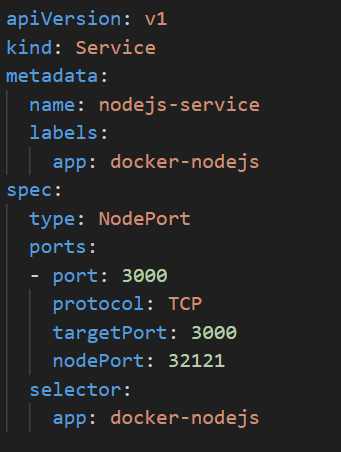 apiVersion: v1
kind: Service
metadata:
  name: nodejs-service
  labels:
    app: docker-nodejs
spec:
  type: NodePort
  ports:
  - port: 3000
    protocol: TCP
    targetPort: 3000
    nodePort: 32121
  selector:
    app: docker-nodejs